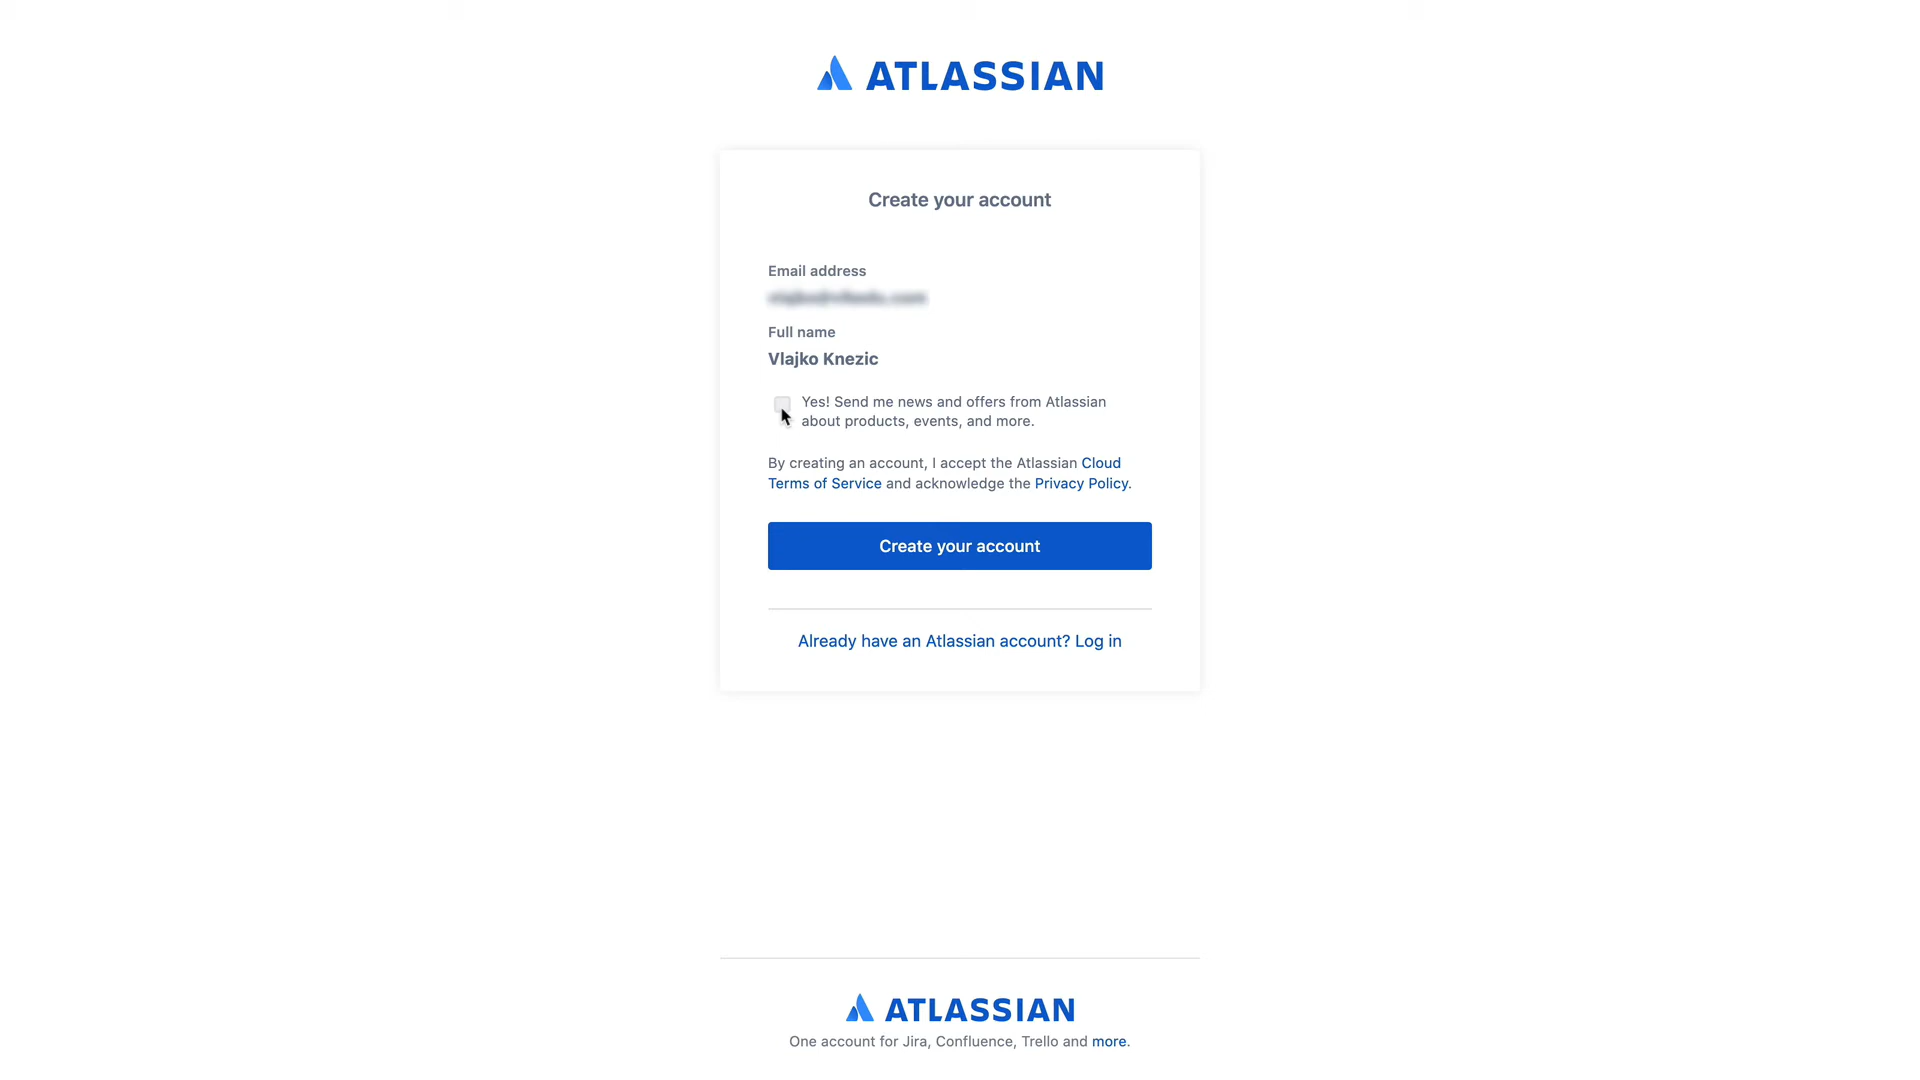 ATLASSIAN
Create your account
Email address
Full name
Vlajko Knezic
Yes! Send me news and offers from Atlassian
about products, events, and more.
By creating an account, I accept the Atlassian Cloud
Terms of Service and acknowledge the Privacy Policy.
Create your account
Already have an Atlassian account? Log in
ATLASSIAN
One account for Jira, Confluence, Trello and more.